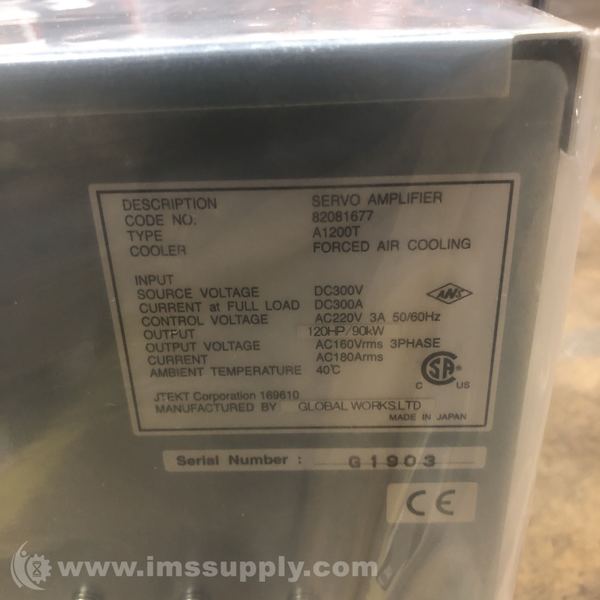 DESCRIPTION SERVO AMPLIFIER
CODE NO. 82081677
TYPE A1200T
COOLER FORCED AIR COOLING
INPUT
SOURCE VOLTAGE DC300V
CURRENT at FULL LOAD DC300A
CONTROL VOLTAGE AC220V 3A 50/60Hz
OUTPUT 120HP/90kW
OUTPUT VOLTAGE AC160Vrms 3PHASE
CURRENT AC180Arms
AMBIENT TEMPERATURE 40℃
ANS
C SA US
JTEKT Corporation 169610
MANUFACTURED BY GLOBAL WORKS.LTD
MADE IN JAPAN
Serial Number : G1903
CE
www.imssupply.com